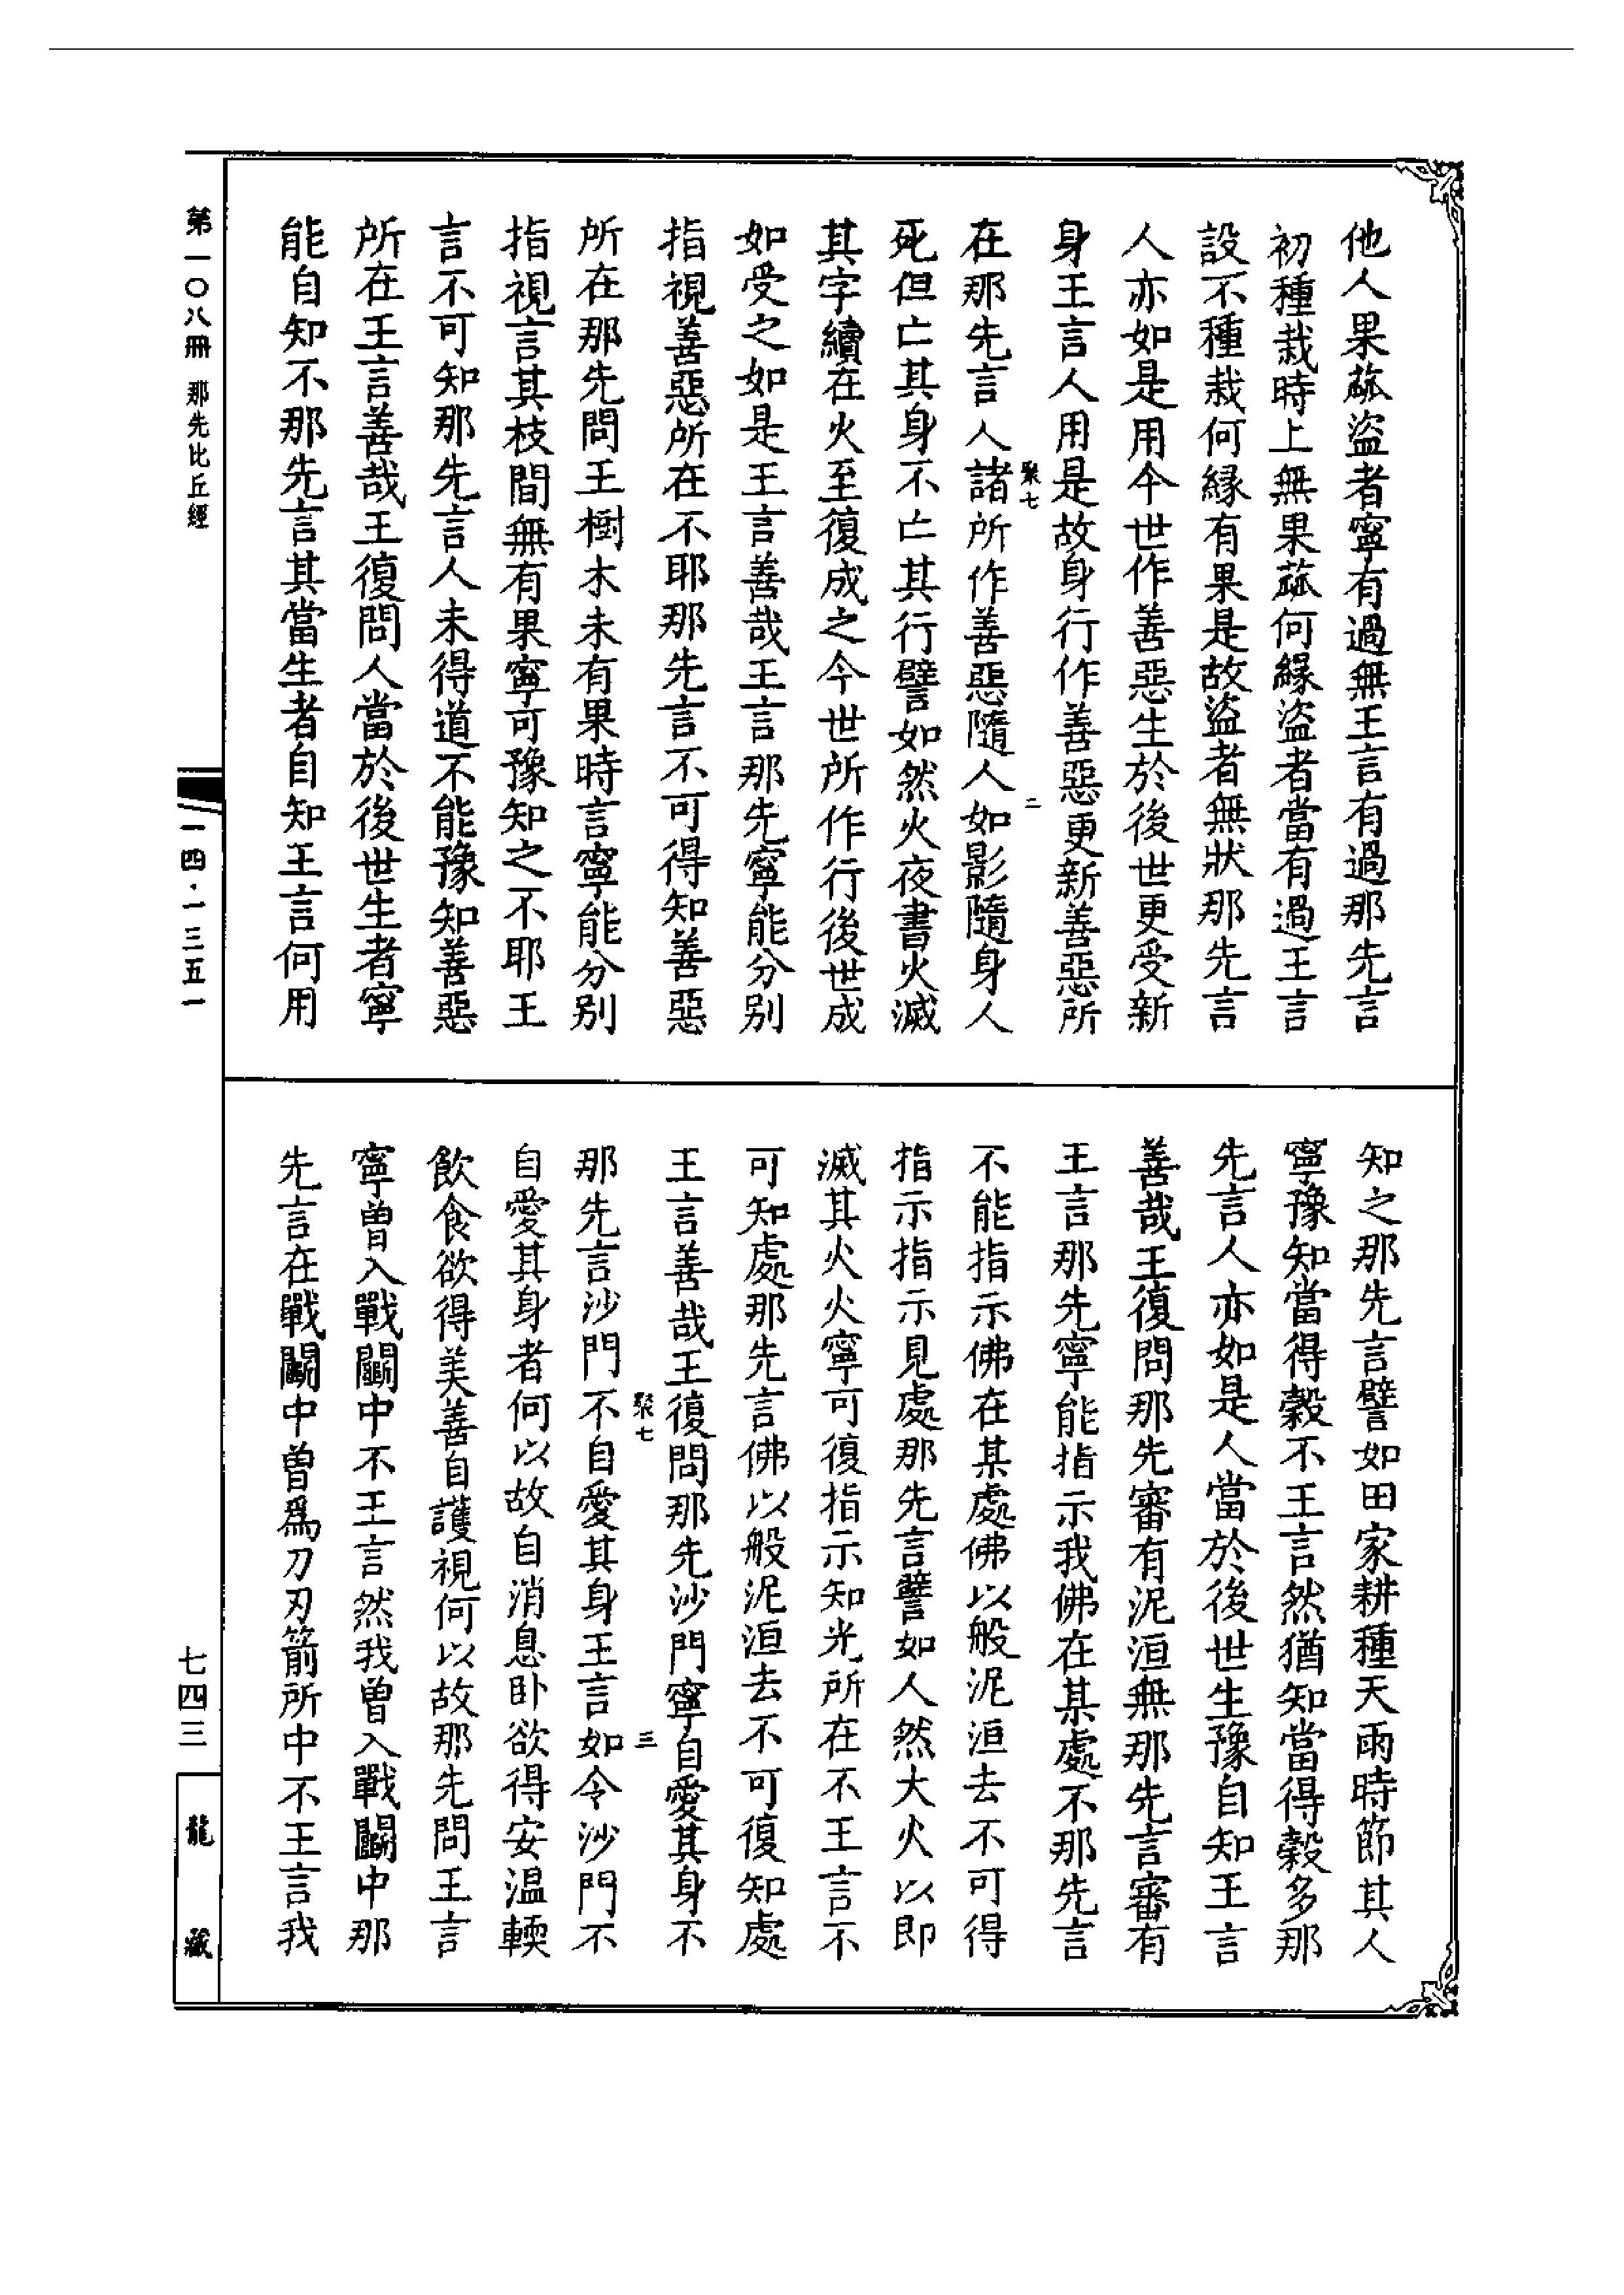 他人果蓏盜者寧有過無王言有過那先言
初種栽時上無果蓏何緣盜者當有過王言
設不種栽何緣有果是故盜者無狀那先言
人亦如是用今世作善惡生於後世更受新
身王言人用是故身行作善惡更新善惡所
聚七 二
在那先言人諸所作善惡隨人如影隨身人
死但亡其身不亡其行譬如然火夜書火滅
其字續在火至復成之今世所作行後世成
如受之如是王言善哉王言那先寧能分別
指視善惡所在不耶那先言不可得知善惡
所在那先問王樹木未有果時言寧能分別
指視言其枝間無有果寧可豫知之不耶王
言不可知那先言人未得道不能豫知善惡
所在王言善哉王復問人當於後世生者寧
能自知不那先言其當生者自知王言何用
知之那先言譬如田家耕種天雨時節其人
寧豫知當得穀不王言然猶知當得穀多那
先言人亦如是人當於後世生豫自知王言
善哉王復問那先審有泥洹無那先言審有
王言那先寧能指示我佛在某處不那先言
不能指示佛在某處佛以般泥洹去不可得
指示指示見處那先言譬如人然大火以即
滅其火火寧可復指示知光所在不王言不
可知處那先言佛以般泥洹去不可復知處
王言善哉王復問那先沙門寧自愛其身不
聚七 三
那先言沙門不自愛其身王言如令沙門不
自愛其身者何以故自消息臥欲得安溫輭
飲食欲得美善自護視何以故那先問王言
寧曾入戰鬭中不王言然我曾入戰鬭中那
先言在戰鬭中曾爲刀刃箭所中不王言我
第一〇八冊 那先比丘經
一四·一三五一
七四三
龍藏